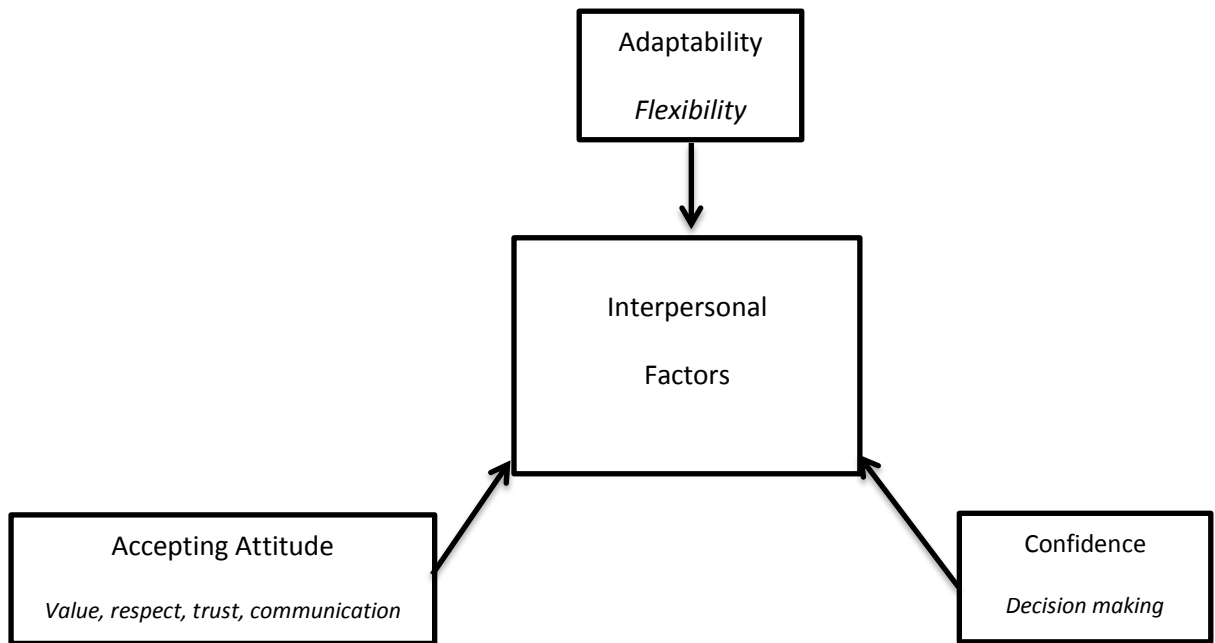 Adaptability
Flexibility
Interpersonal
Factors
Accepting Attitude
Value, respect, trust, communication
Confidence
Decision making